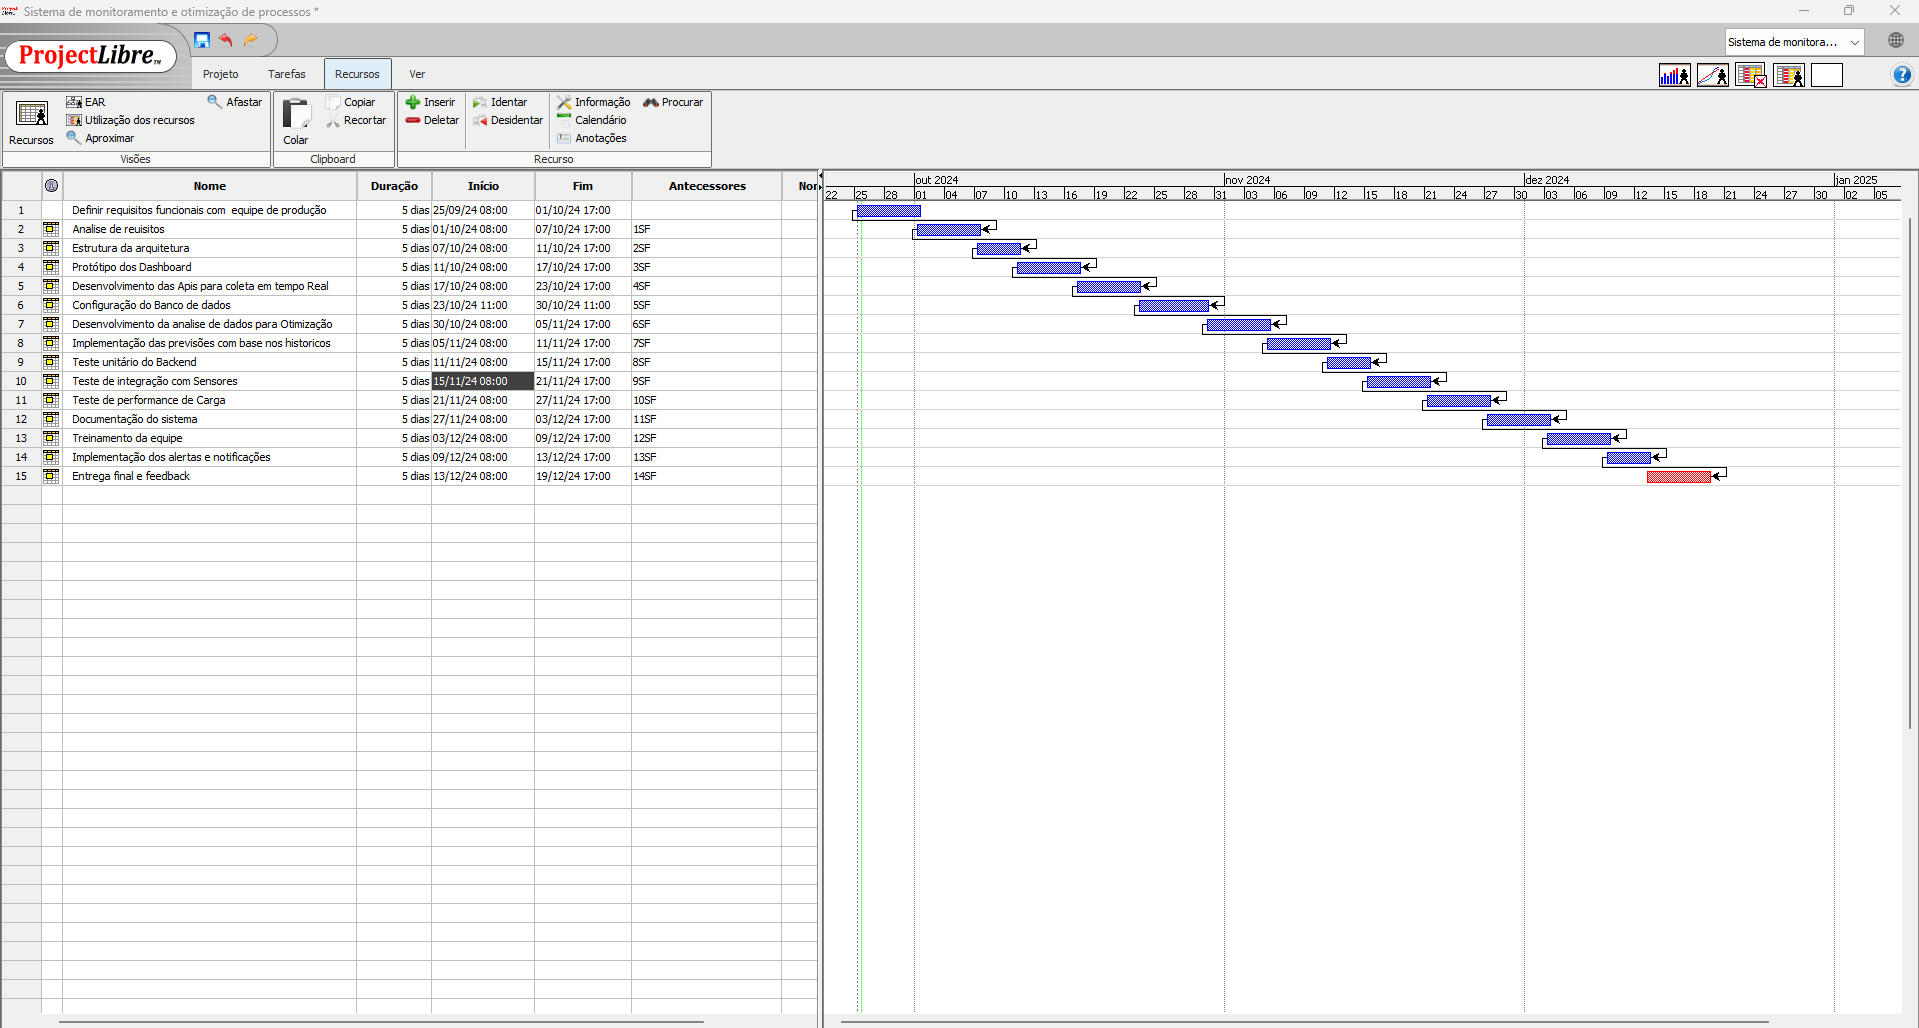 Sistema de monitoramento e otimização de processos *
ProjectLibre™
Sistema de monitora...
Projeto Tarefas Recursos Ver
Recursos
EAR
Utilização dos recursos
Aproximar
Afastar
Visões
Colar
Copiar
Recortar
Clipboard
Inserir
Deletar
Identar
Desidentar
Informação
Calendário
Anotações
Procurar
Recurso
Nome Duração Início Fim Antecessores Nor
1 Definir requisitos funcionais com equipe de produção 5 dias 25/09/24 08:00 01/10/24 17:00
2 Analise de reuisitos 5 dias 01/10/24 08:00 07/10/24 17:00 1SF
3 Estrutura da arquitetura 5 dias 07/10/24 08:00 11/10/24 17:00 2SF
4 Protótipo dos Dashboard 5 dias 11/10/24 08:00 17/10/24 17:00 3SF
5 Desenvolvimento das Apis para coleta em tempo Real 5 dias 17/10/24 08:00 23/10/24 17:00 4SF
6 Configuração do Banco de dados 5 dias 23/10/24 11:00 30/10/24 11:00 5SF
7 Desenvolvimento da analise de dados para Otimização 5 dias 30/10/24 08:00 05/11/24 17:00 6SF
8 Implementação das previsões com base nos historicos 5 dias 05/11/24 08:00 11/11/24 17:00 7SF
9 Teste unitário do Backend 5 dias 11/11/24 08:00 15/11/24 17:00 8SF
10 Teste de integração com Sensores 5 dias 15/11/24 08:00 21/11/24 17:00 9SF
11 Teste de performance de Carga 5 dias 21/11/24 08:00 27/11/24 17:00 10SF
12 Documentação do sistema 5 dias 27/11/24 08:00 03/12/24 17:00 11SF
13 Treinamento da equipe 5 dias 03/12/24 08:00 09/12/24 17:00 12SF
14 Implementação dos alertas e notificações 5 dias 09/12/24 08:00 13/12/24 17:00 13SF
15 Entrega final e feedback 5 dias 13/12/24 08:00 19/12/24 17:00 14SF
out 2024 nov 2024 dez 2024 jan 2025
22 25 28 01 04 07 10 13 16 19 22 25 28 31 03 06 09 12 15 18 21 24 27 30 03 06 09 12 15 18 21 24 27 30 02 05